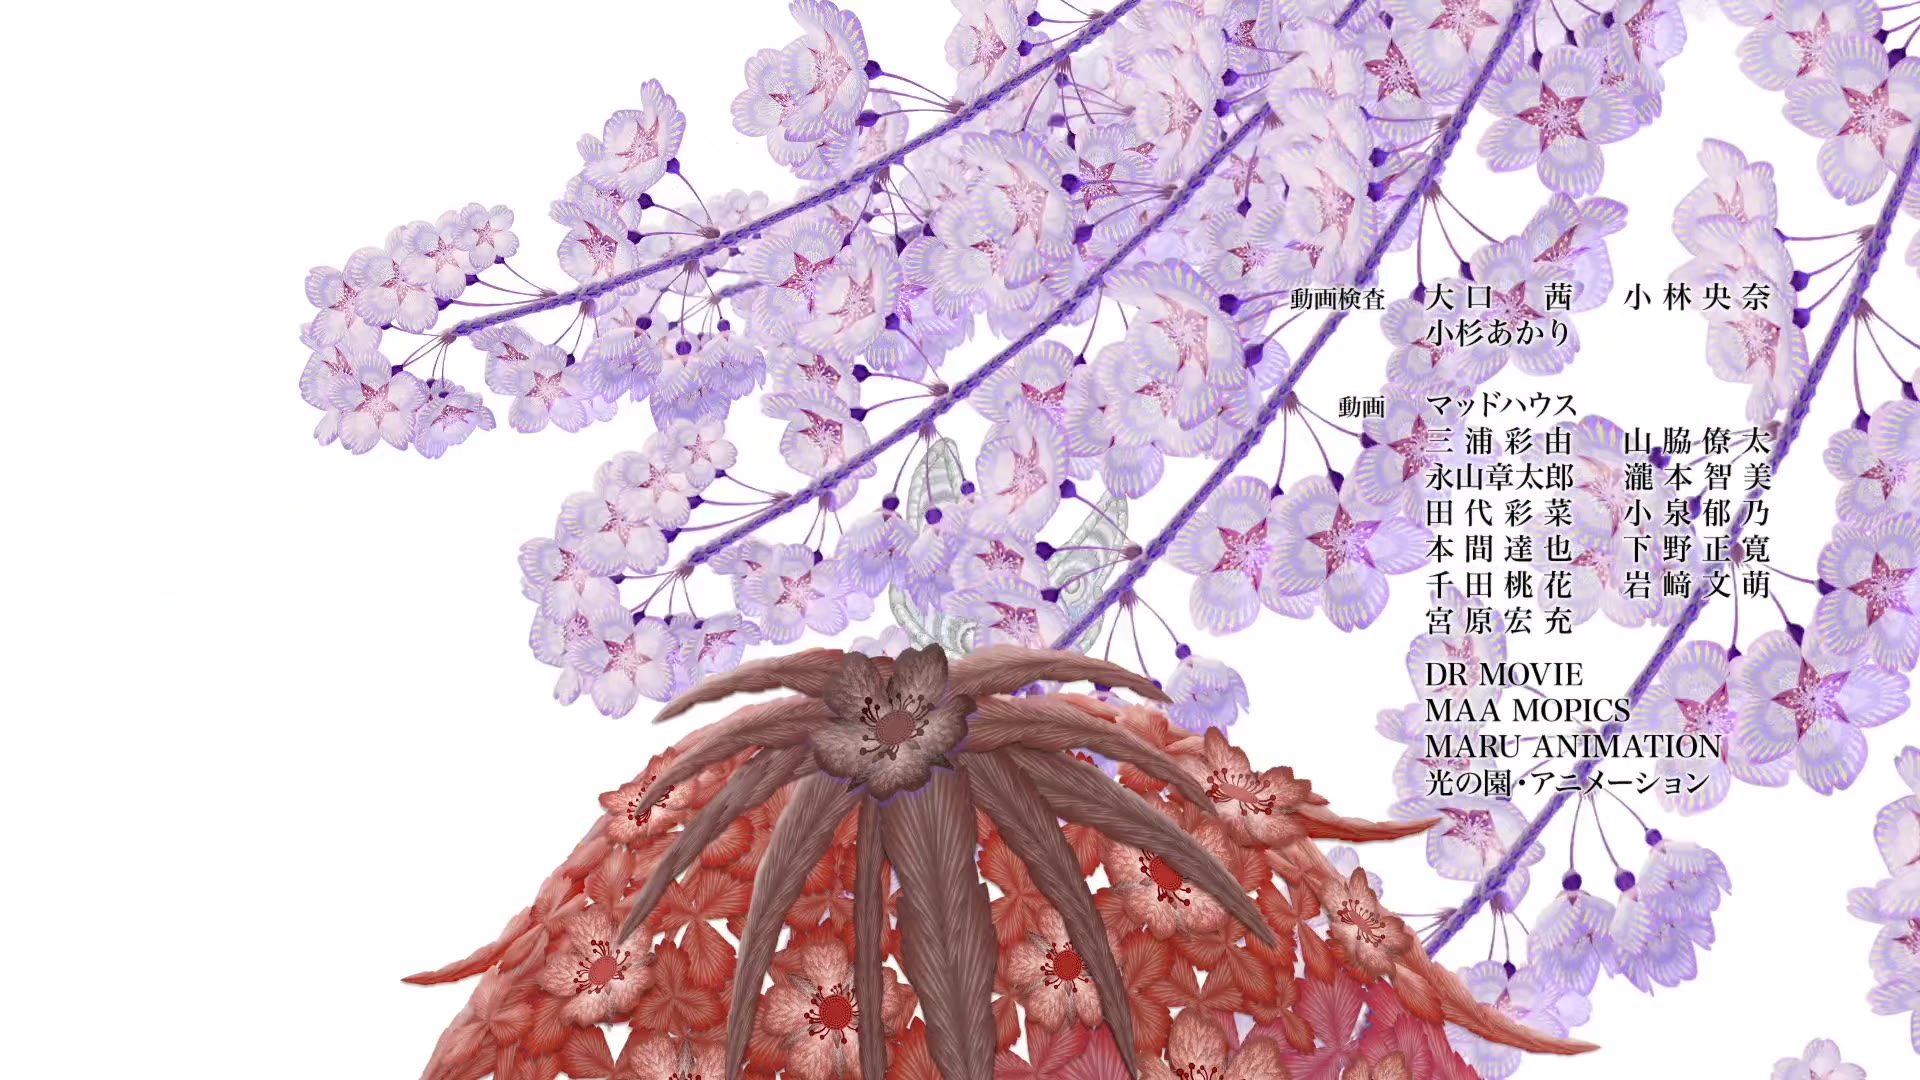 動画検査 大口 茜 小林央奈
小杉あかり
動画 マッドハウス
三浦彩由 山脇僚太
永山章太郎 瀧本智美
田代彩菜 小泉郁乃
本間達也 下野正寛
千田桃花 岩﨑文萌
宮原宏充
DR MOVIE
MAA MOPICS
MARU ANIMATION
光の園・アニメーション